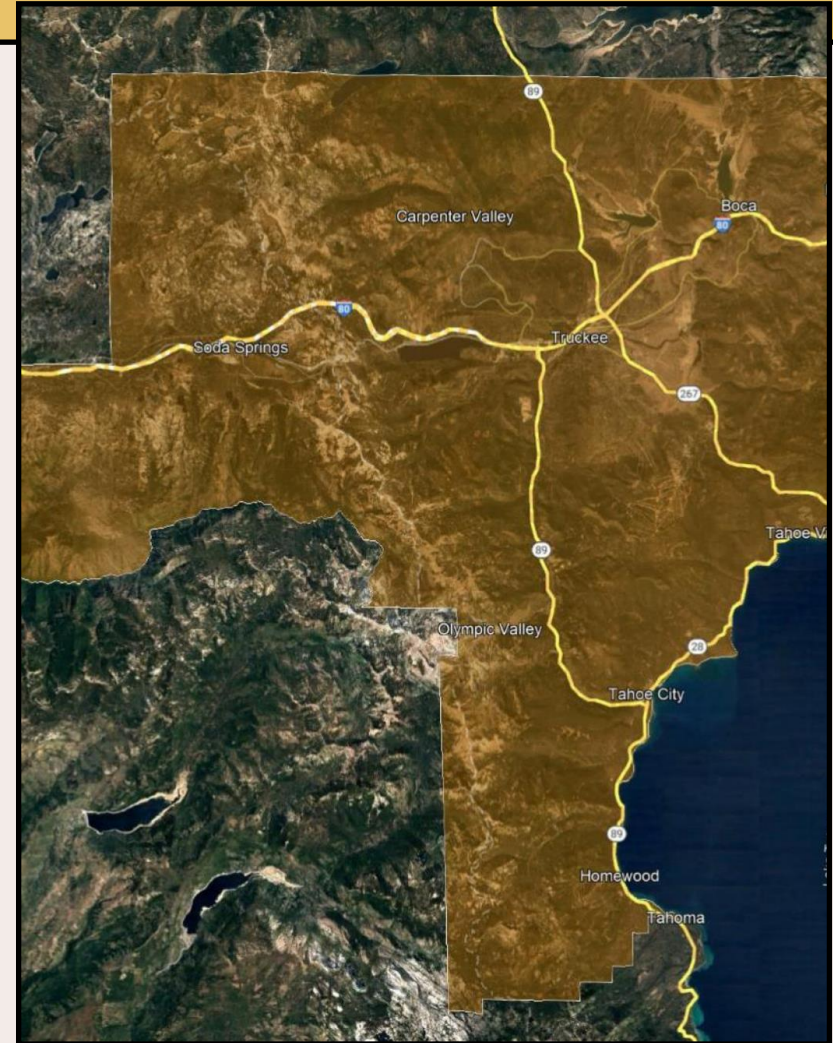 89
Carpenter Valley
Boca
80
80
Soda Springs
Truckee
267
Tahoe V
89
Olympic Valley
28
Tahoe City
89
Homewood
Tahoma